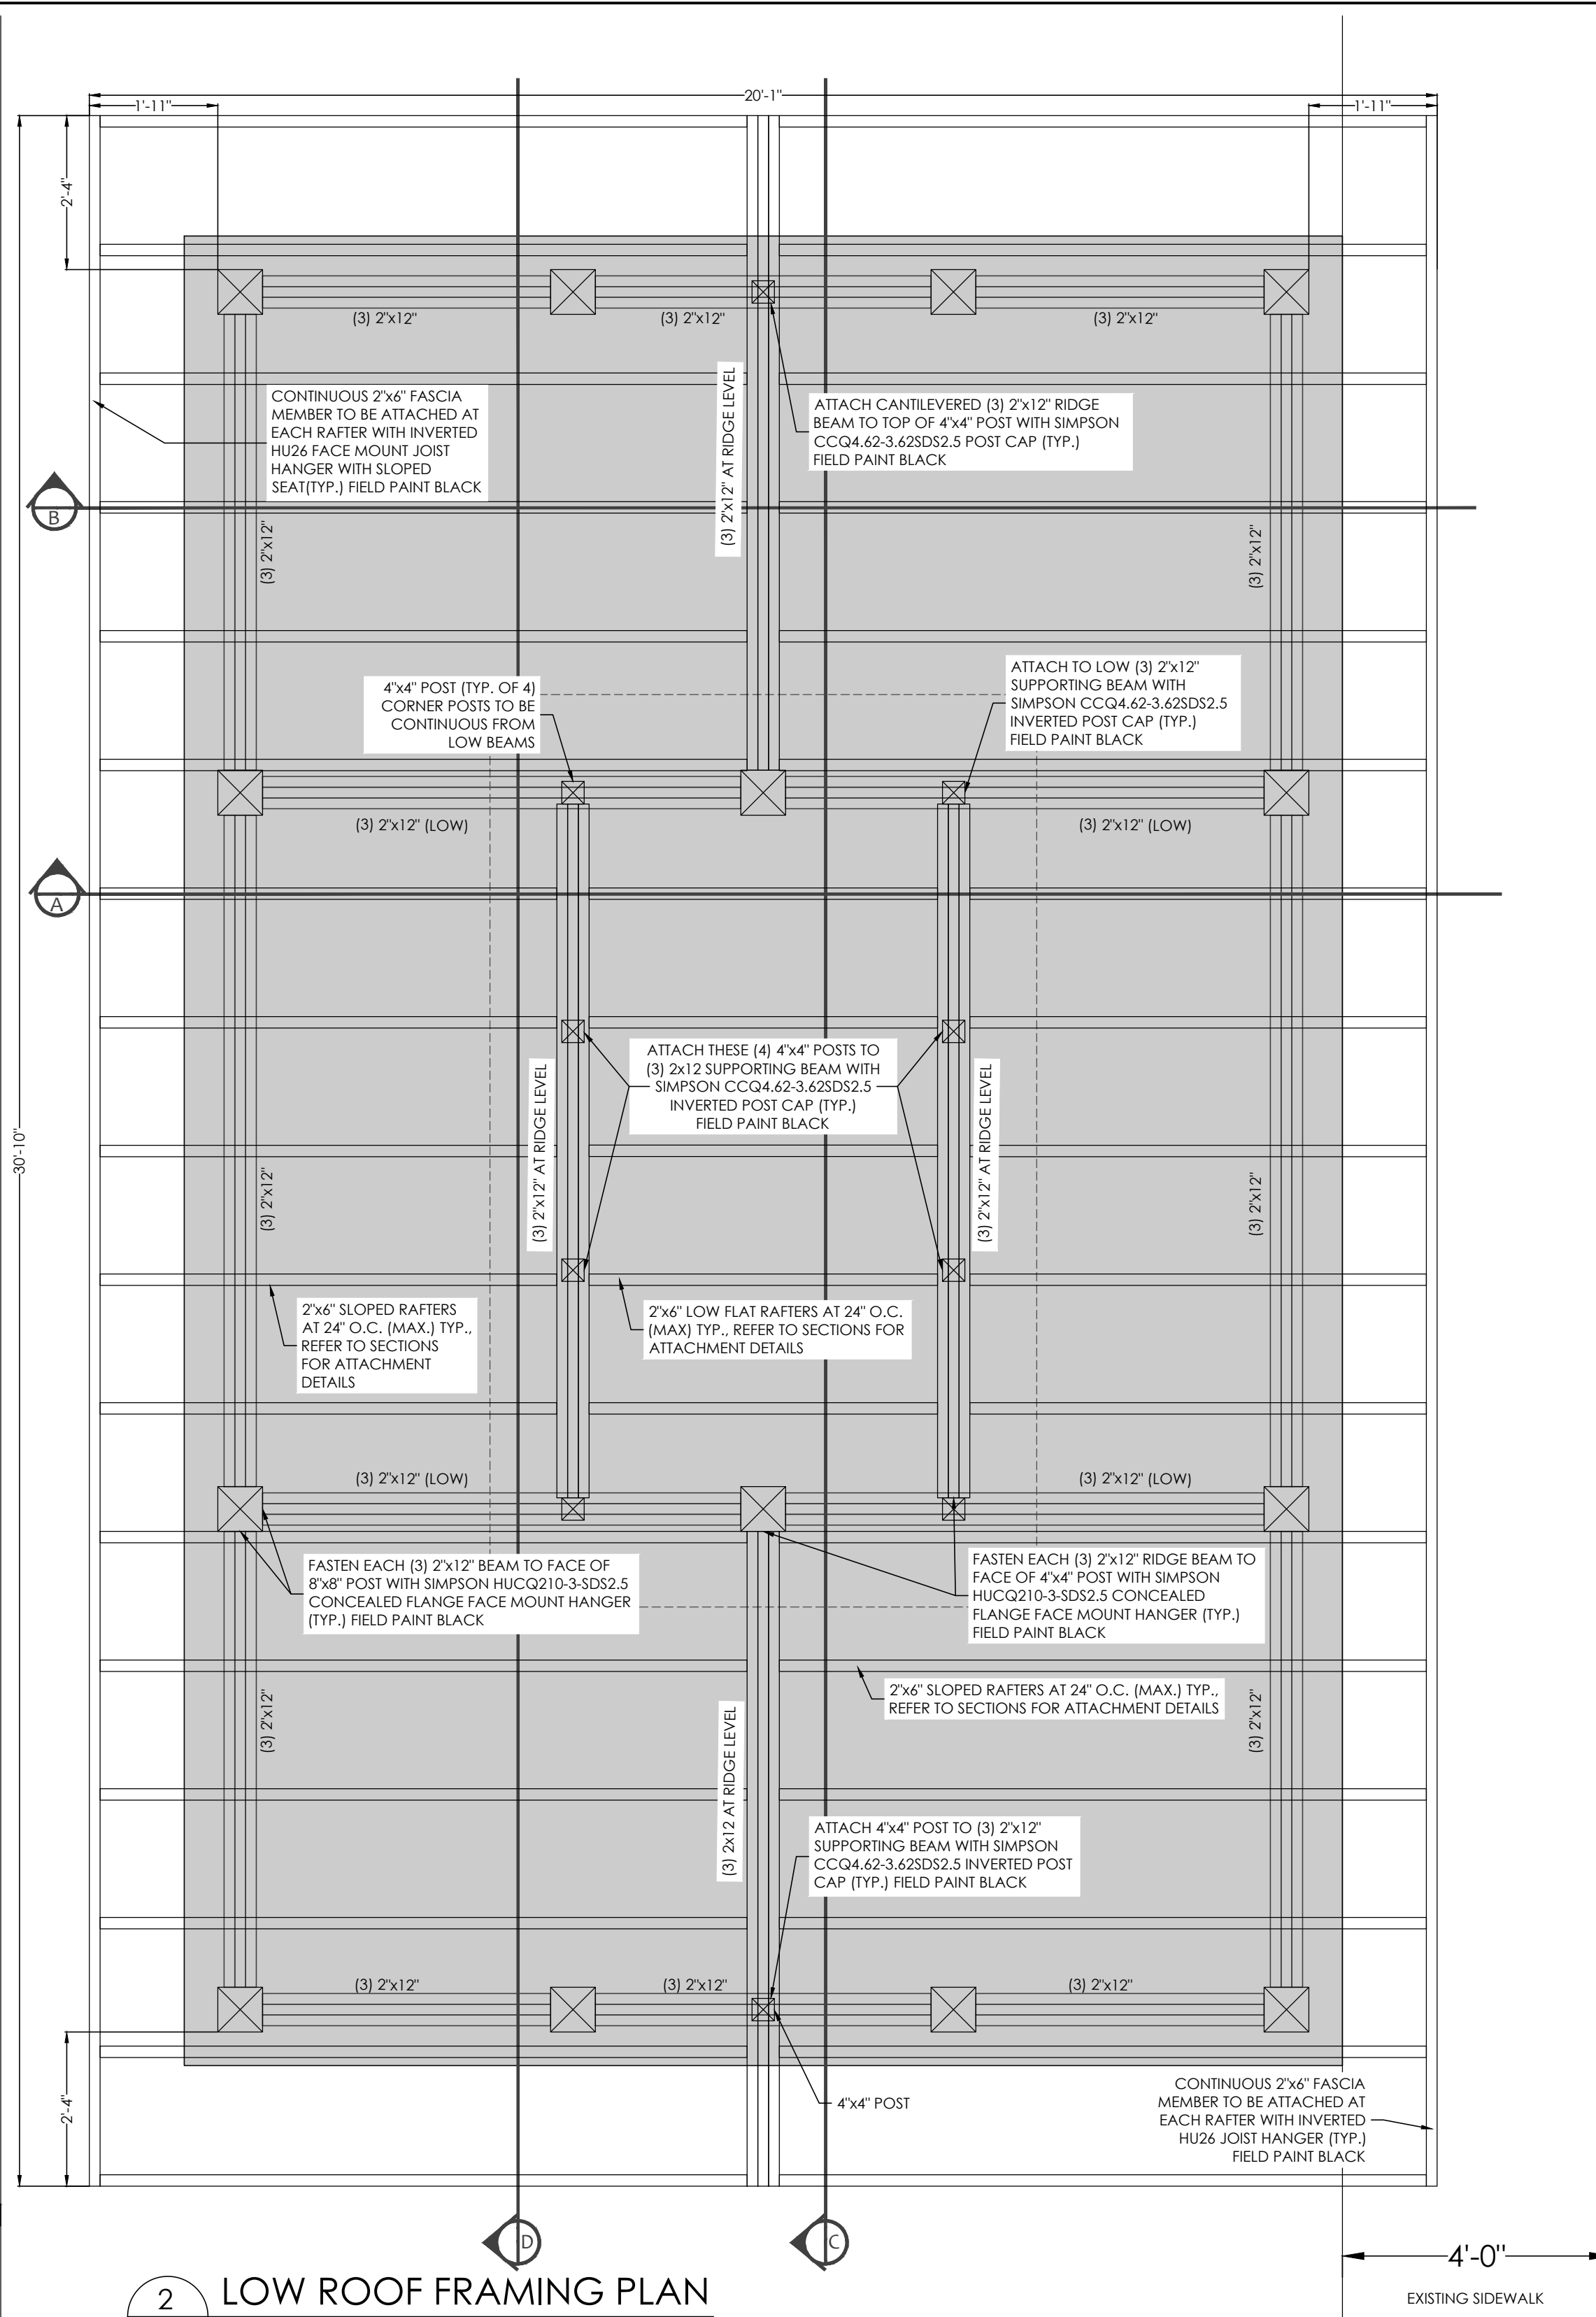 20'-1"
1'-11"
1'-11"
2'-4"
(3) 2"x12"
(3) 2"x12"
(3) 2"x12"
CONTINUOUS 2"x6" FASCIA
MEMBER TO BE ATTACHED AT
EACH RAFTER WITH INVERTED
HU26 FACE MOUNT JOIST
HANGER WITH SLOPED
SEAT(TYP.) FIELD PAINT BLACK
(3) 2"x12" AT RIDGE LEVEL
ATTACH CANTILEVERED (3) 2"x12" RIDGE
BEAM TO TOP OF 4"x4" POST WITH SIMPSON
CCQ4.62-3.62SDS2.5 POST CAP (TYP.)
FIELD PAINT BLACK
B
(3) 2"x12"
(3) 2"x12"
4"x4" POST (TYP. OF 4)
CORNER POSTS TO BE
CONTINUOUS FROM
LOW BEAMS
ATTACH TO LOW (3) 2"x12"
SUPPORTING BEAM WITH
SIMPSON CCQ4.62-3.62SDS2.5
INVERTED POST CAP (TYP.)
FIELD PAINT BLACK
(3) 2"x12" (LOW)
(3) 2"x12" (LOW)
A
30'-10"
(3) 2"x12"
(3) 2"x12" AT RIDGE LEVEL
ATTACH THESE (4) 4"x4" POSTS TO
(3) 2x12 SUPPORTING BEAM WITH
SIMPSON CCQ4.62-3.62SDS2.5
INVERTED POST CAP (TYP.)
FIELD PAINT BLACK
(3) 2"x12" AT RIDGE LEVEL
(3) 2"x12"
2"x6" SLOPED RAFTERS
AT 24" O.C. (MAX.) TYP.,
REFER TO SECTIONS
FOR ATTACHMENT
DETAILS
2"x6" LOW FLAT RAFTERS AT 24" O.C.
(MAX) TYP., REFER TO SECTIONS FOR
ATTACHMENT DETAILS
(3) 2"x12" (LOW)
(3) 2"x12" (LOW)
FASTEN EACH (3) 2"x12" BEAM TO FACE OF
8"x8" POST WITH SIMPSON HUCQ210-3-SDS2.5
CONCEALED FLANGE FACE MOUNT HANGER
(TYP.) FIELD PAINT BLACK
FASTEN EACH (3) 2"x12" RIDGE BEAM TO
FACE OF 4"x4" POST WITH SIMPSON
HUCQ210-3-SDS2.5 CONCEALED
FLANGE FACE MOUNT HANGER (TYP.)
FIELD PAINT BLACK
2"x6" SLOPED RAFTERS AT 24" O.C. (MAX.) TYP.,
REFER TO SECTIONS FOR ATTACHMENT DETAILS
(3) 2"x12"
(3) 2x12 AT RIDGE LEVEL
(3) 2"x12"
ATTACH 4"x4" POST TO (3) 2"x12"
SUPPORTING BEAM WITH SIMPSON
CCQ4.62-3.62SDS2.5 INVERTED POST
CAP (TYP.) FIELD PAINT BLACK
(3) 2"x12"
(3) 2"x12"
(3) 2"x12"
2'-4"
4"x4" POST
CONTINUOUS 2"x6" FASCIA
MEMBER TO BE ATTACHED AT
EACH RAFTER WITH INVERTED
HU26 JOIST HANGER (TYP.)
FIELD PAINT BLACK
D
C
4'-0"
EXISTING SIDEWALK
2
LOW ROOF FRAMING PLAN